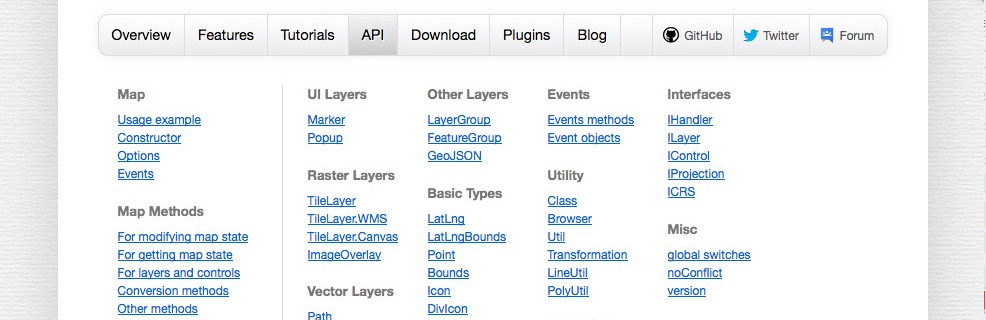 Overview Features Tutorials API Download Plugins Blog GitHub Twitter Forum
Map
Usage example
Constructor
Options
Events
Map Methods
For modifying map state
For getting map state
For layers and controls
Conversion methods
Other methods
UI Layers
Marker
Popup
Raster Layers
TileLayer
TileLayer.WMS
TileLayer.Canvas
ImageOverlay
Vector Layers
Path
Other Layers
LayerGroup
FeatureGroup
GeoJSON
Basic Types
LatLng
LatLngBounds
Point
Bounds
Icon
DivIcon
Events
Events methods
Event objects
Utility
Class
Browser
Util
Transformation
LineUtil
PolyUtil
Interfaces
IHandler
ILayer
IControl
IProjection
ICRS
Misc
global switches
noConflict
version